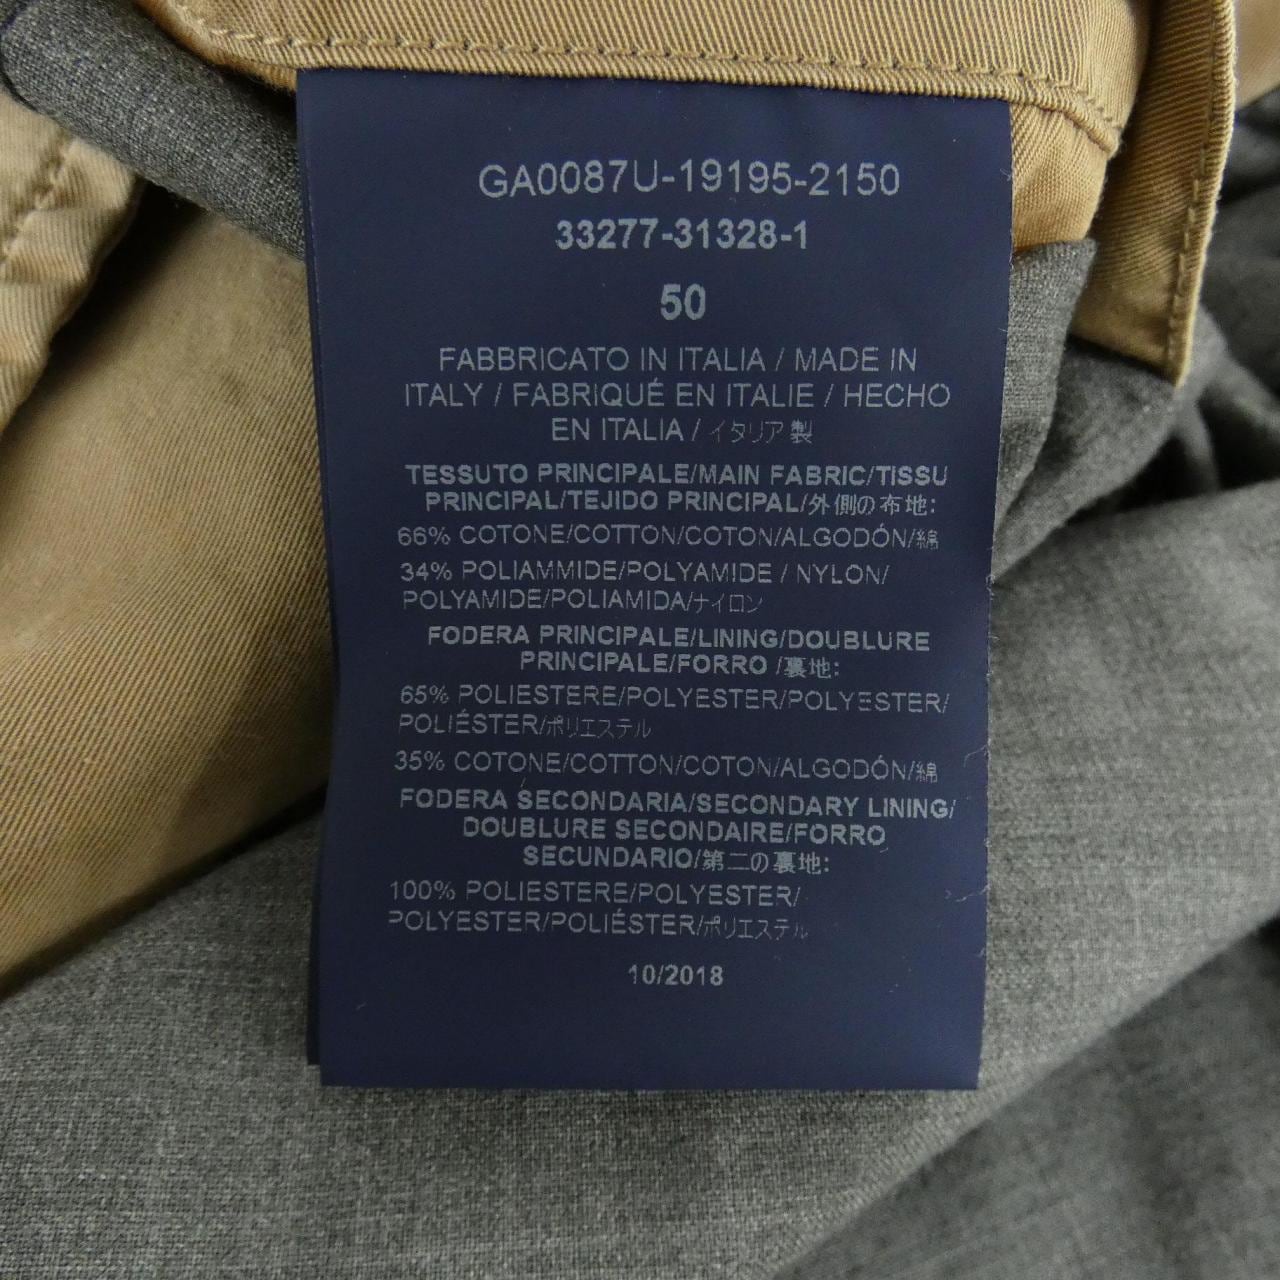 GA0087U-19195-2150
33277-31328-1
50
FABBRICATO IN ITALIA / MADE IN
ITALY / FABRIQUÉ EN ITALIE / HECHO
EN ITALIA / イタリア製
TESSUTO PRINCIPALE/MAIN FABRIC/TISSU
PRINCIPAL/TEJIDO PRINCIPAL/外側の布地:
66% COTONE/COTTON/COTON/ALGODÓN/綿
34% POLIAMMIDE/POLYAMIDE / NYLON/
POLYAMIDE/POLIAMIDA/ナイロン
FODERA PRINCIPALE/LINING/DOUBLURE
PRINCIPALE/FORRO /裏地:
65% POLIESTERE/POLYESTER/POLYESTER/
POLIÉSTER/ポリエステル
35% COTONE/COTTON/COTON/ALGODÓN/綿
FODERA SECONDARIA/SECONDARY LINING/
DOUBLURE SECONDAIRE/FORRO
SECUNDARIO/第二の裏地:
100% POLIESTERE/POLYESTER/
POLYESTER/POLIÉSTER/ポリエステル
10/2018